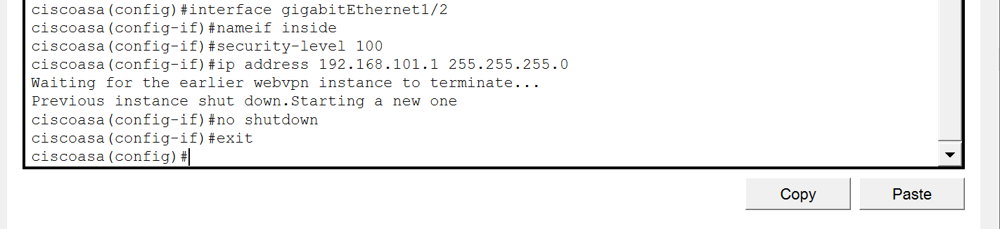 ciscoasa(config)#interface gigabitEthernet1/2
ciscoasa(config-if)#nameif inside
ciscoasa(config-if)#security-level 100
ciscoasa(config-if)#ip address 192.168.101.1 255.255.255.0
Waiting for the earlier webvpn instance to terminate...
Previous instance shut down.Starting a new one
ciscoasa(config-if)#no shutdown
ciscoasa(config-if)#exit
ciscoasa(config)#
Copy
Paste